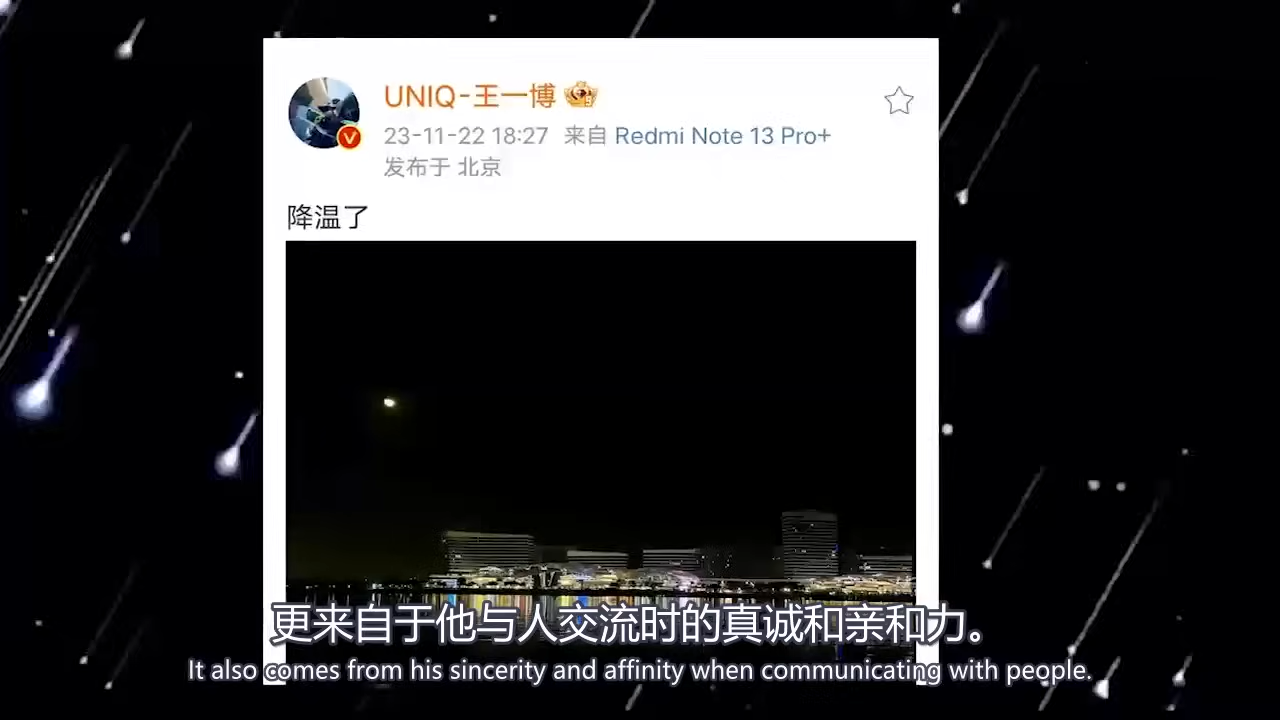 UNIQ-王一博
23-11-22 18:27 来自 Redmi Note 13 Pro+
发布于 北京
降温了
更来自于他与人交流时的真诚和亲和力。
It also comes from his sincerity and affinity when communicating with people.